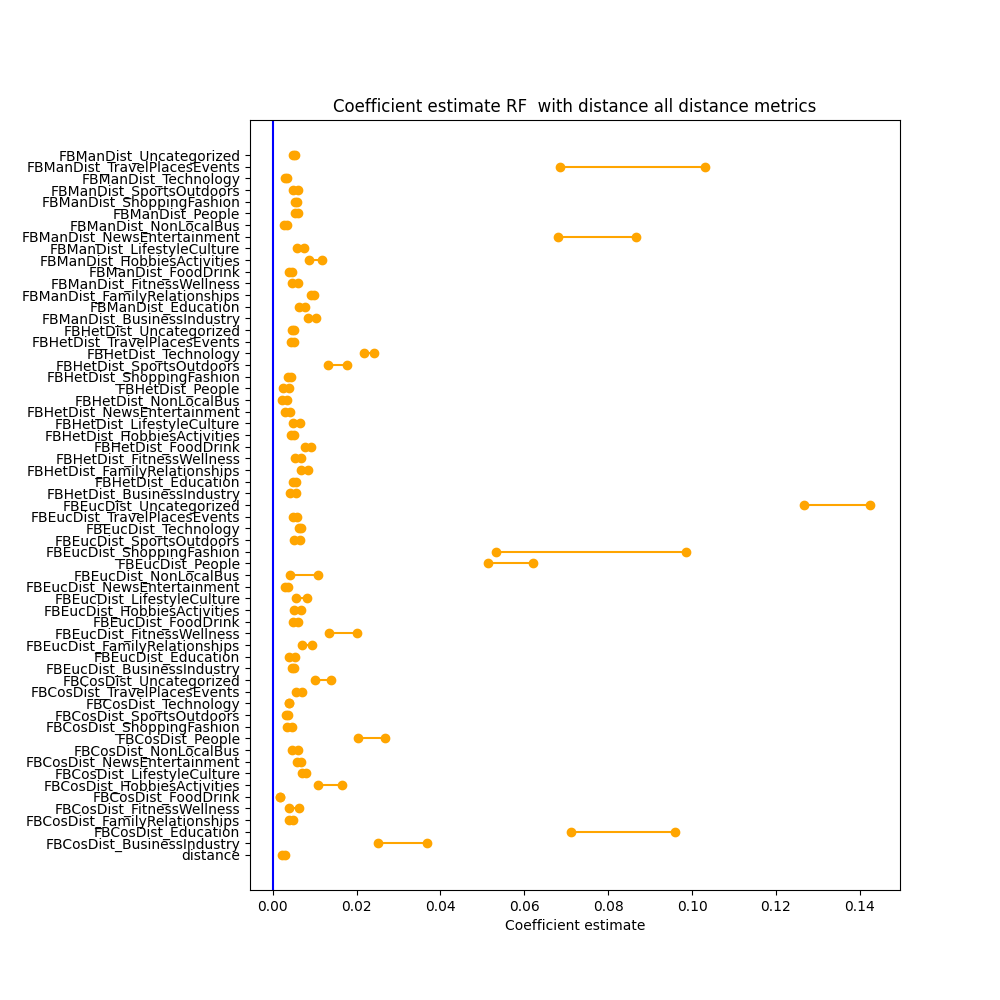 Coefficient estimate RF  with distance all distance metrics
FBManDist_Uncategorized
FBManDist_TravelPlacesEvents
FBManDist_Technology
FBManDist_SportsOutdoors
FBManDist_ShoppingFashion
FBManDist_People
FBManDist_NonLocalBus
FBManDist_NewsEntertainment
FBManDist_LifestyleCulture
FBManDist_HobbiesActivities
FBManDist_FoodDrink
FBManDist_FitnessWellness
FBManDist_FamilyRelationships
FBManDist_Education
FBManDist_BusinessIndustry
FBHetDist_Uncategorized
FBHetDist_TravelPlacesEvents
FBHetDist_Technology
FBHetDist_SportsOutdoors
FBHetDist_ShoppingFashion
FBHetDist_People
FBHetDist_NonLocalBus
FBHetDist_NewsEntertainment
FBHetDist_LifestyleCulture
FBHetDist_HobbiesActivities
FBHetDist_FoodDrink
FBHetDist_FitnessWellness
FBHetDist_FamilyRelationships
FBHetDist_Education
FBHetDist_BusinessIndustry
FBEucDist_Uncategorized
FBEucDist_TravelPlacesEvents
FBEucDist_Technology
FBEucDist_SportsOutdoors
FBEucDist_ShoppingFashion
FBEucDist_People
FBEucDist_NonLocalBus
FBEucDist_NewsEntertainment
FBEucDist_LifestyleCulture
FBEucDist_HobbiesActivities
FBEucDist_FoodDrink
FBEucDist_FitnessWellness
FBEucDist_FamilyRelationships
FBEucDist_Education
FBEucDist_BusinessIndustry
FBCosDist_Uncategorized
FBCosDist_TravelPlacesEvents
FBCosDist_Technology
FBCosDist_SportsOutdoors
FBCosDist_ShoppingFashion
FBCosDist_People
FBCosDist_NonLocalBus
FBCosDist_NewsEntertainment
FBCosDist_LifestyleCulture
FBCosDist_HobbiesActivities
FBCosDist_FoodDrink
FBCosDist_FitnessWellness
FBCosDist_FamilyRelationships
FBCosDist_Education
FBCosDist_BusinessIndustry
distance
0.00 0.02 0.04 0.06 0.08 0.10 0.12 0.14
Coefficient estimate